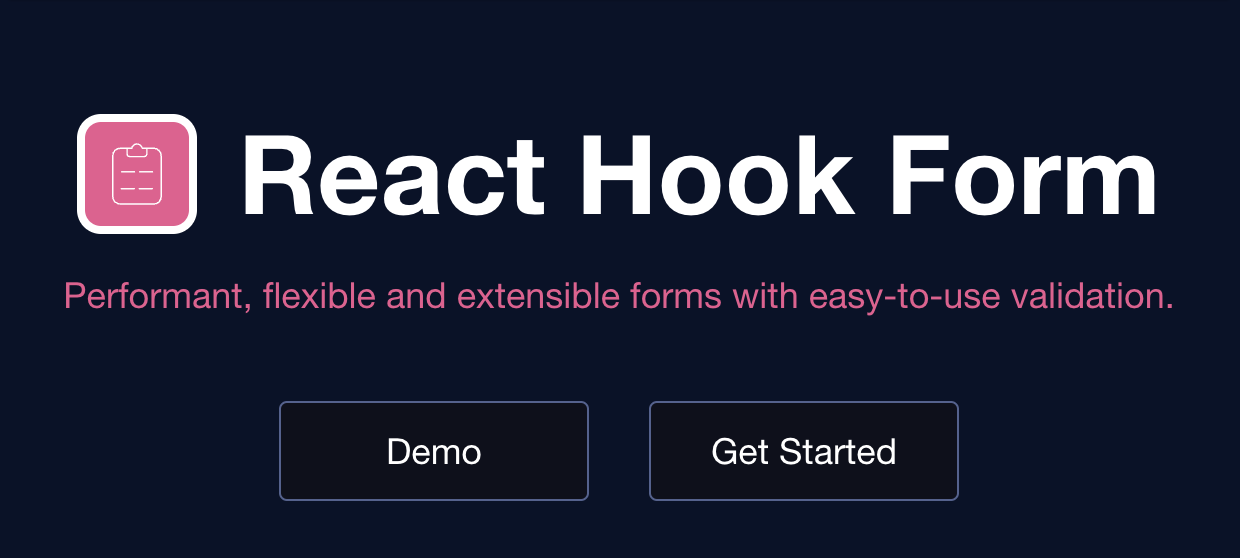 React Hook Form
Performant, flexible and extensible forms with easy-to-use validation.
Demo
Get Started